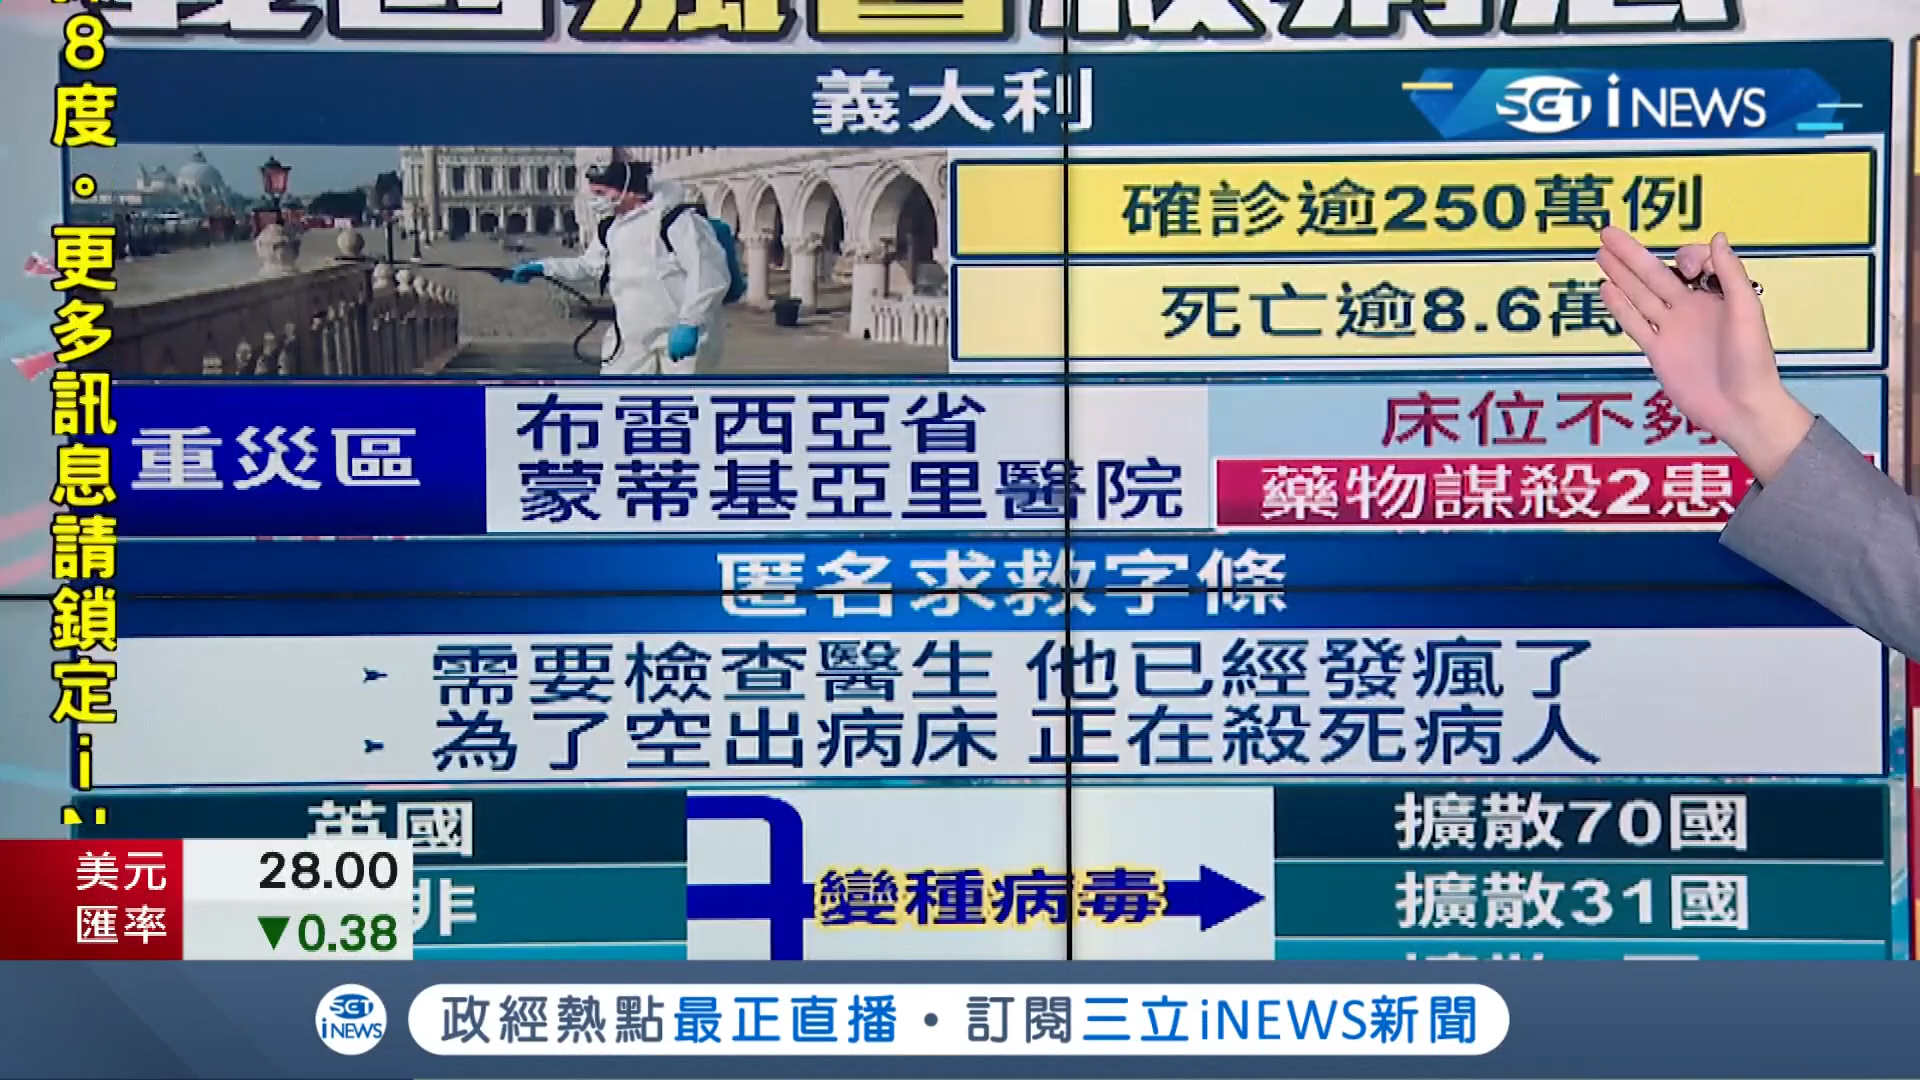 8度。更多訊息請鎖定iN
義大利
SET iNEWS
確診逾250萬例
死亡逾8.6萬
重災區
布雷西亞省
蒙蒂基亞里醫院
床位不夠
藥物謀殺2患
匿名求救字條
➢ 需要檢查醫生 他已經發瘋了
➢ 為了空出病床 正在殺死病人
英國
非
變種病毒
擴散70國
擴散31國
美元
匯率
28.00
▼0.38
SET iNEWS
政經熱點最正直播·訂閱三立iNEWS新聞